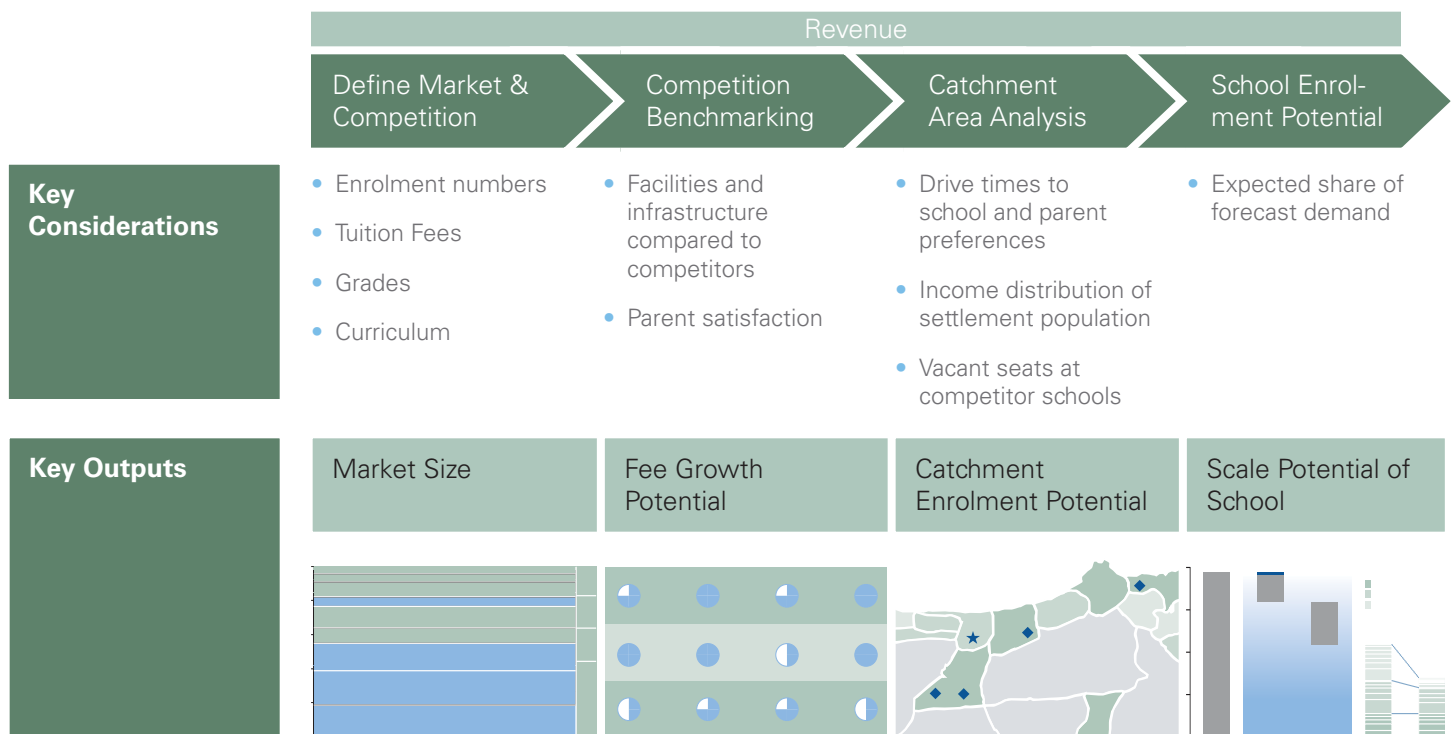 Revenue
Define Market &
Competition
Competition
Benchmarking
Catchment
Area Analysis
School Enrol-
ment Potential
Key
Considerations
• Enrolment numbers
• Tuition Fees
• Grades
• Curriculum
• Facilities and
infrastructure
compared to
competitors
• Parent satisfaction
• Drive times to
school and parent
preferences
• Income distribution of
settlement population
• Vacant seats at
competitor schools
• Expected share of
forecast demand
Key Outputs
Market Size
Fee Growth
Potential
Catchment
Enrolment Potential
Scale Potential of
School